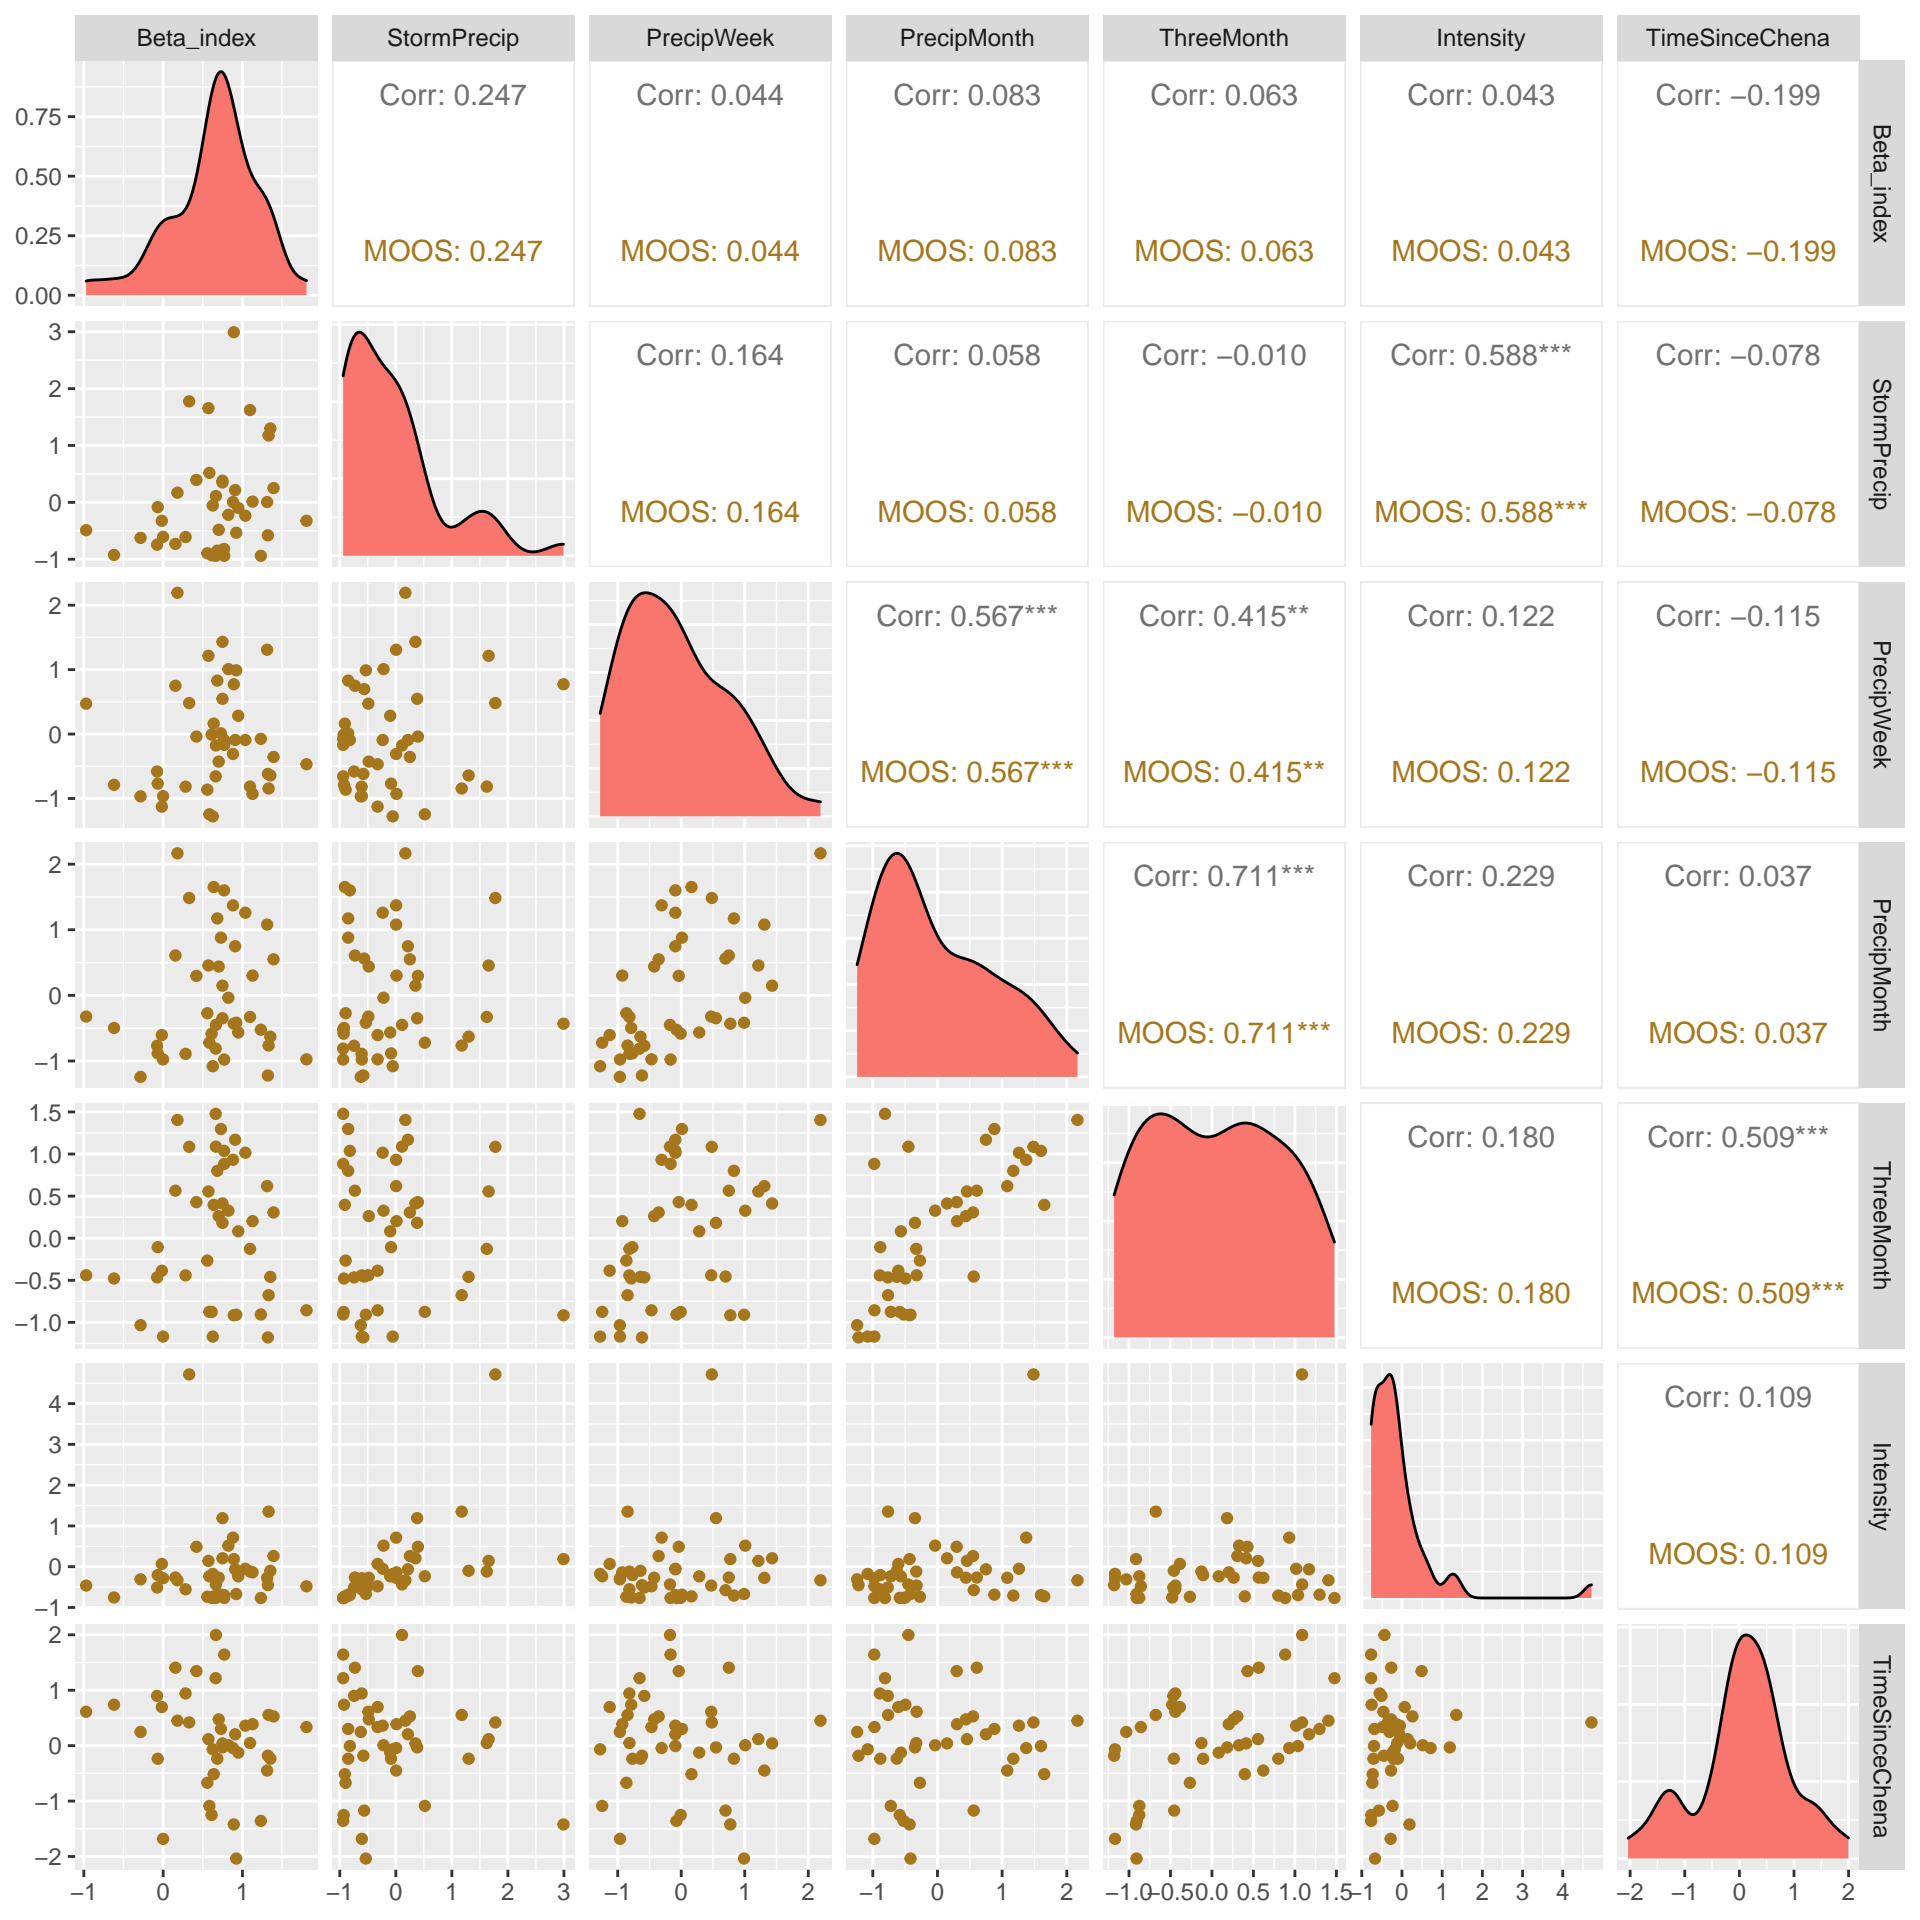 Beta_index StormPrecip PrecipWeek PrecipMonth ThreeMonth Intensity TimeSinceChena
0.75
0.50
0.25
0.00
Corr: 0.247 Corr: 0.044 Corr: 0.083 Corr: 0.063 Corr: 0.043 Corr: −0.199
MOOS: 0.247 MOOS: 0.044 MOOS: 0.083 MOOS: 0.063 MOOS: 0.043 MOOS: −0.199
Beta_index
3
2
1
0
−1
Corr: 0.164 Corr: 0.058 Corr: −0.010 Corr: 0.588*** Corr: −0.078
MOOS: 0.164 MOOS: 0.058 MOOS: −0.010 MOOS: 0.588*** MOOS: −0.078
StormPrecip
2
1
0
−1
Corr: 0.567*** Corr: 0.415** Corr: 0.122 Corr: −0.115
MOOS: 0.567*** MOOS: 0.415** MOOS: 0.122 MOOS: −0.115
PrecipWeek
2
1
0
−1
Corr: 0.711*** Corr: 0.229 Corr: 0.037
MOOS: 0.711*** MOOS: 0.229 MOOS: 0.037
PrecipMonth
1.5
1.0
0.5
0.0
−0.5
−1.0
Corr: 0.180 Corr: 0.509***
MOOS: 0.180 MOOS: 0.509***
ThreeMonth
4
3
2
1
0
−1
Corr: 0.109
MOOS: 0.109
Intensity
2
1
0
−1
−2
TimeSinceChena
−1 0 1 −1 0 1 2 3 −1 0 1 2 −1 0 1 2 −1.0 −0.5 0.0 0.5 1.0 1.5 −1 0 1 2 3 4 −2 −1 0 1 2